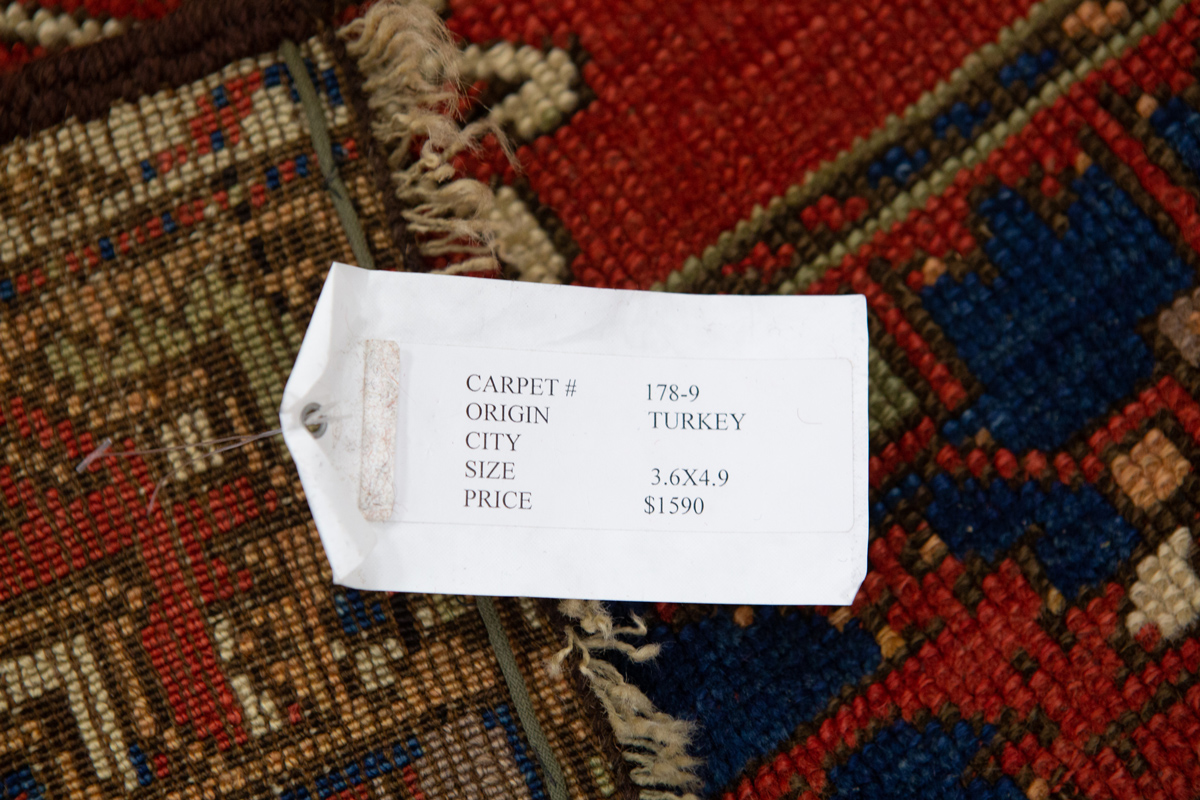 CARPET # 178-9
ORIGIN TURKEY
CITY
SIZE 3.6X4.9
PRICE $1590